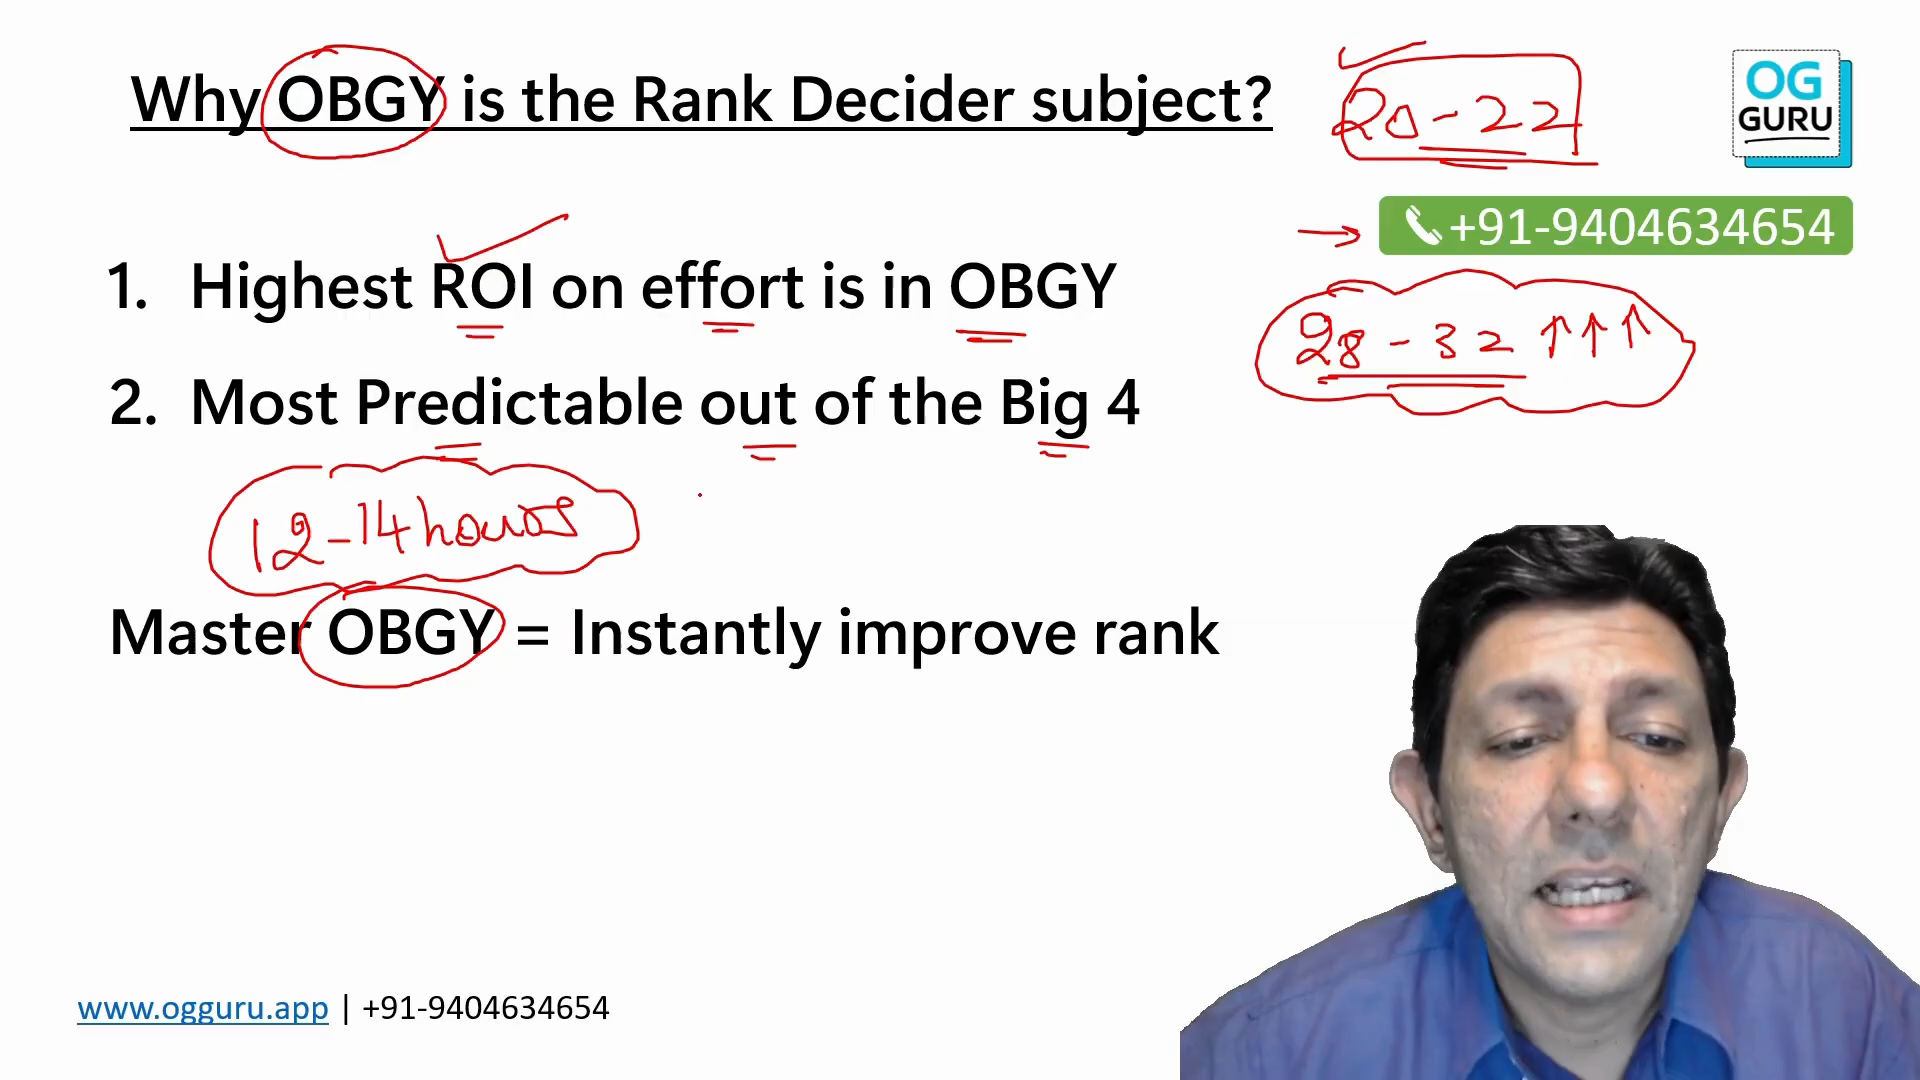 Why OBGY is the Rank Decider subject?
20-22
OG
GURU
+91-9404634654
1. Highest ROI on effort is in OBGY
28-32 ↑↑↑
2. Most Predictable out of the Big 4
12-14 hours
Master OBGY = Instantly improve rank
www.ogguru.app | +91-9404634654